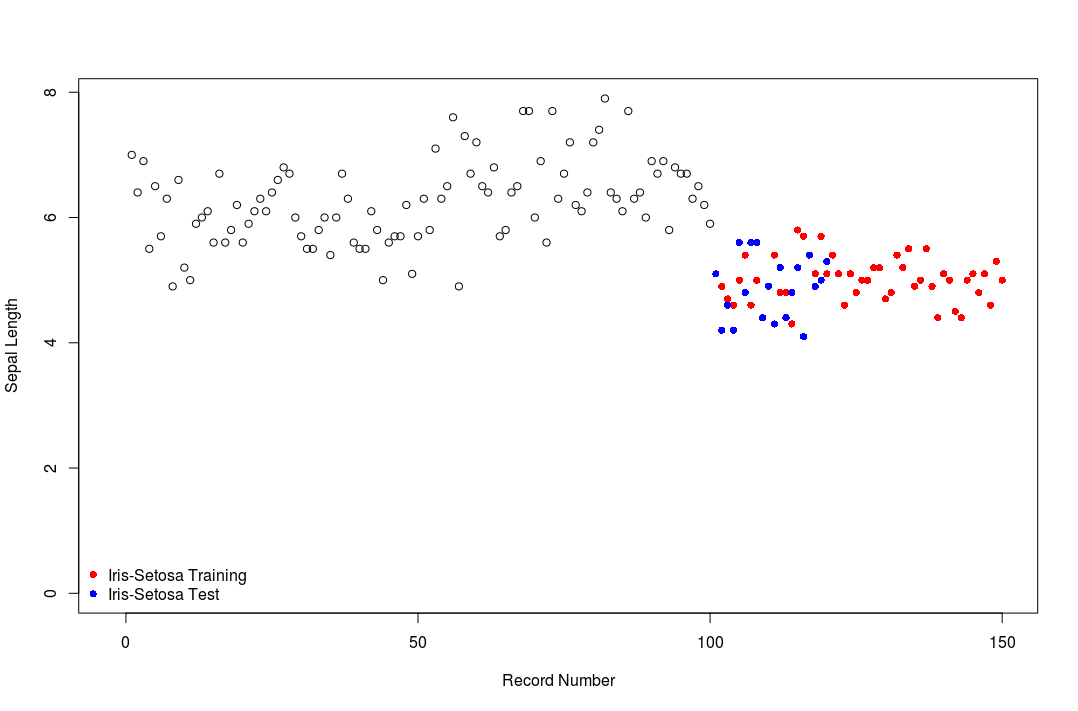 8
6
4
2
0
Sepal Length
Iris-Setosa Training
Iris-Setosa Test
0 50 100 150
Record Number